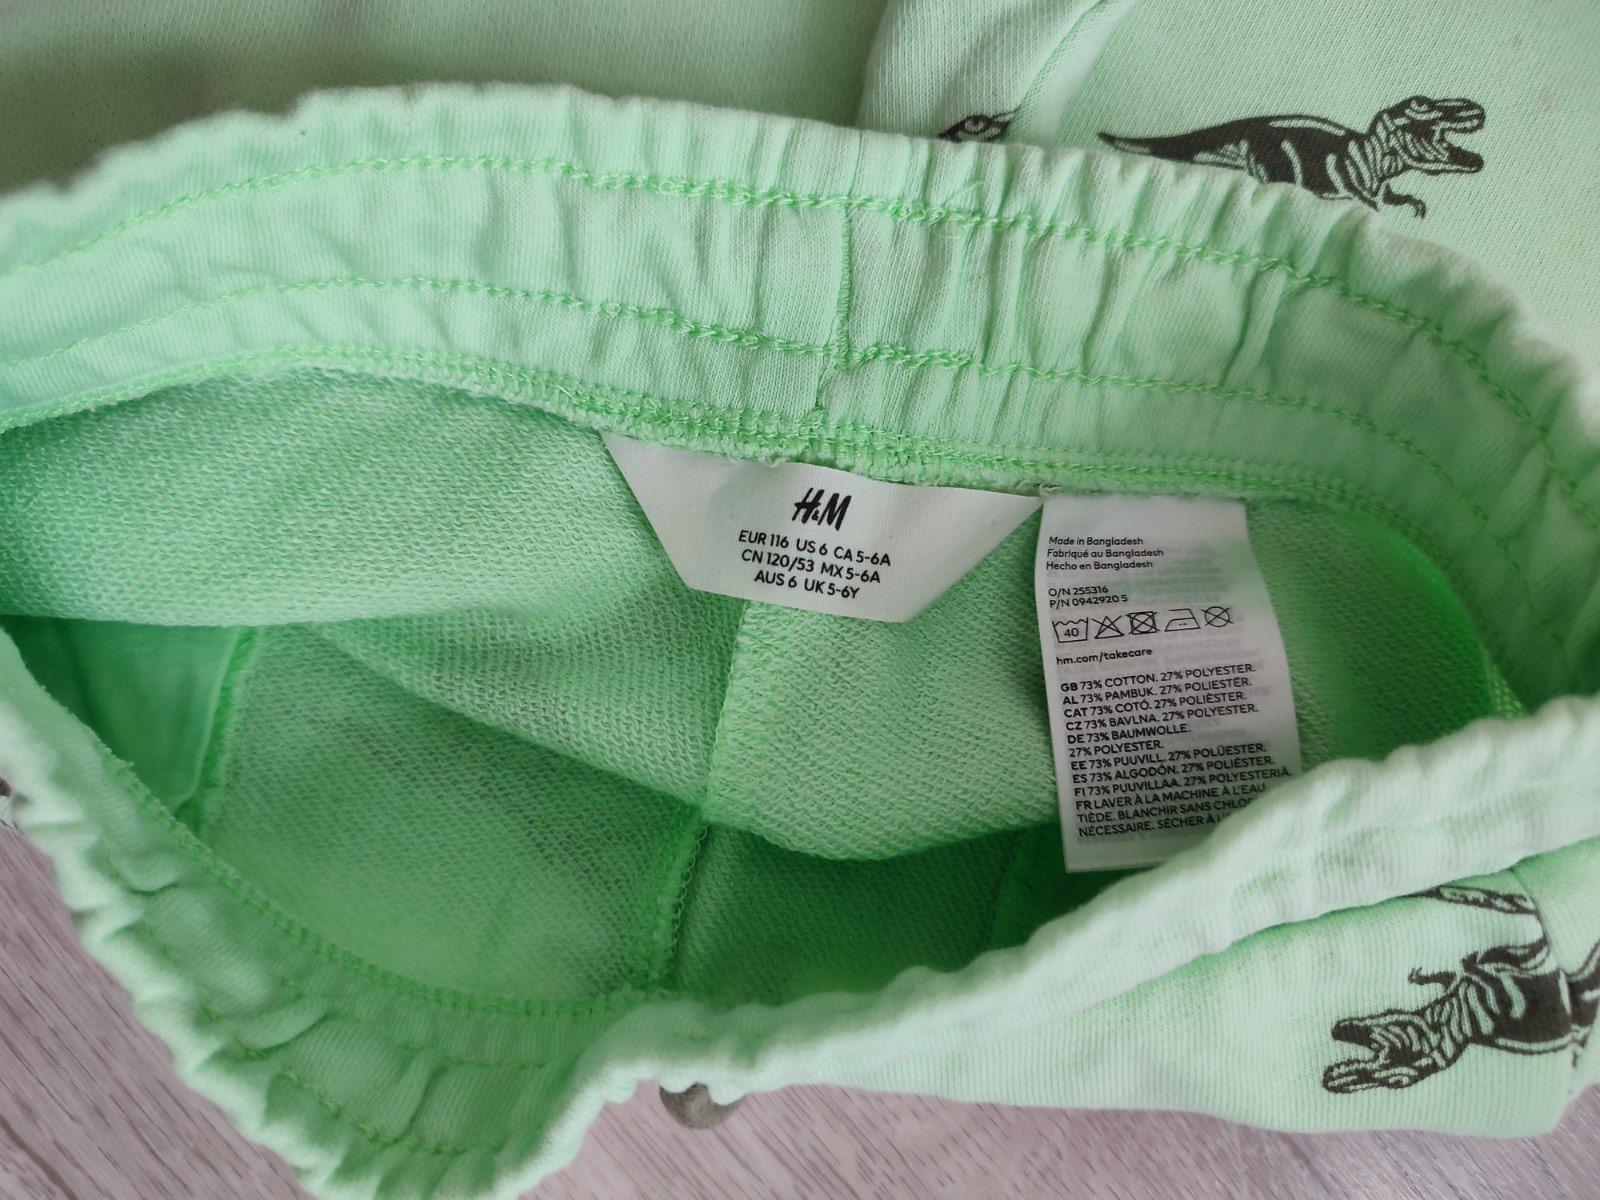 H&M
EUR 116 US 6 CA 5-6A
CN 120/53 MX 5-6A
AUS 6 UK 5-6Y
Made in Bangladesh
Fabriqué au Bangladesh
Hecho en Bangladesh
O/N 255316
P/N 0942920 S
40
hm.com/takecare
GB 73% COTTON. 27% POLYESTER.
AL 73% PAMBUK. 27% POLIESTËR.
CAT 73% COTÓ. 27% POLIÈSTER.
CZ 73% BAVLNA. 27% POLYESTER.
DE 73% BAUMWOLLE.
27% POLYESTER.
EE 73% PUUVILL. 27% POLÜESTER.
ES 73% ALGODÓN. 27% POLIÉSTER.
FI 73% PUUVILLAA. 27% POLYESTERIÄ.
FR LAVER À LA MACHINE À L'EAU
TIÈDE. BLANCHIR SANS
NÉCESSAIRE. SÉCHER À